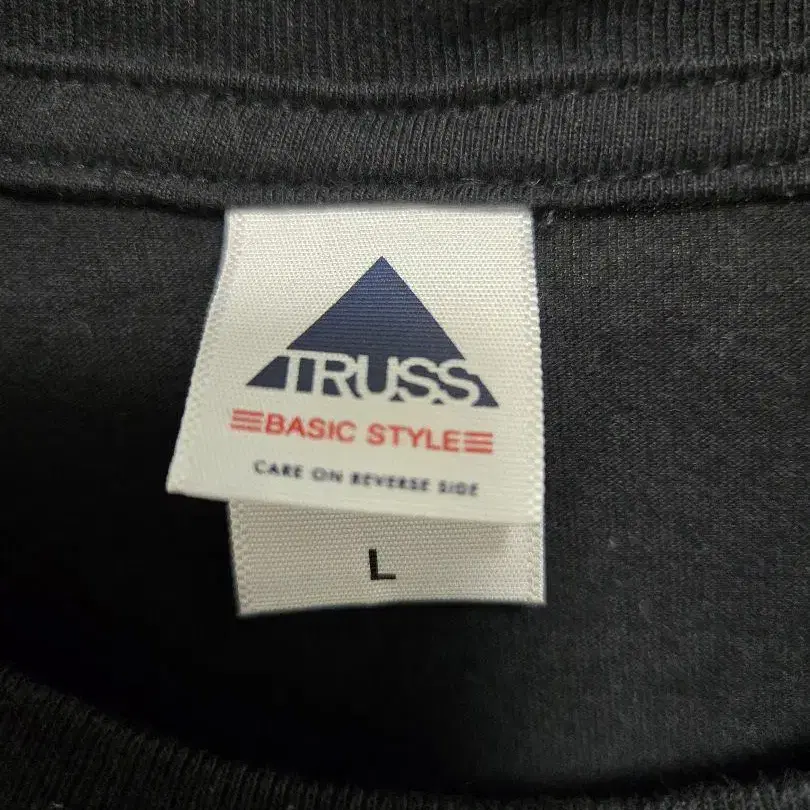 TRUSS
BASIC STYLE
CARE ON REVERSE SIDE
L